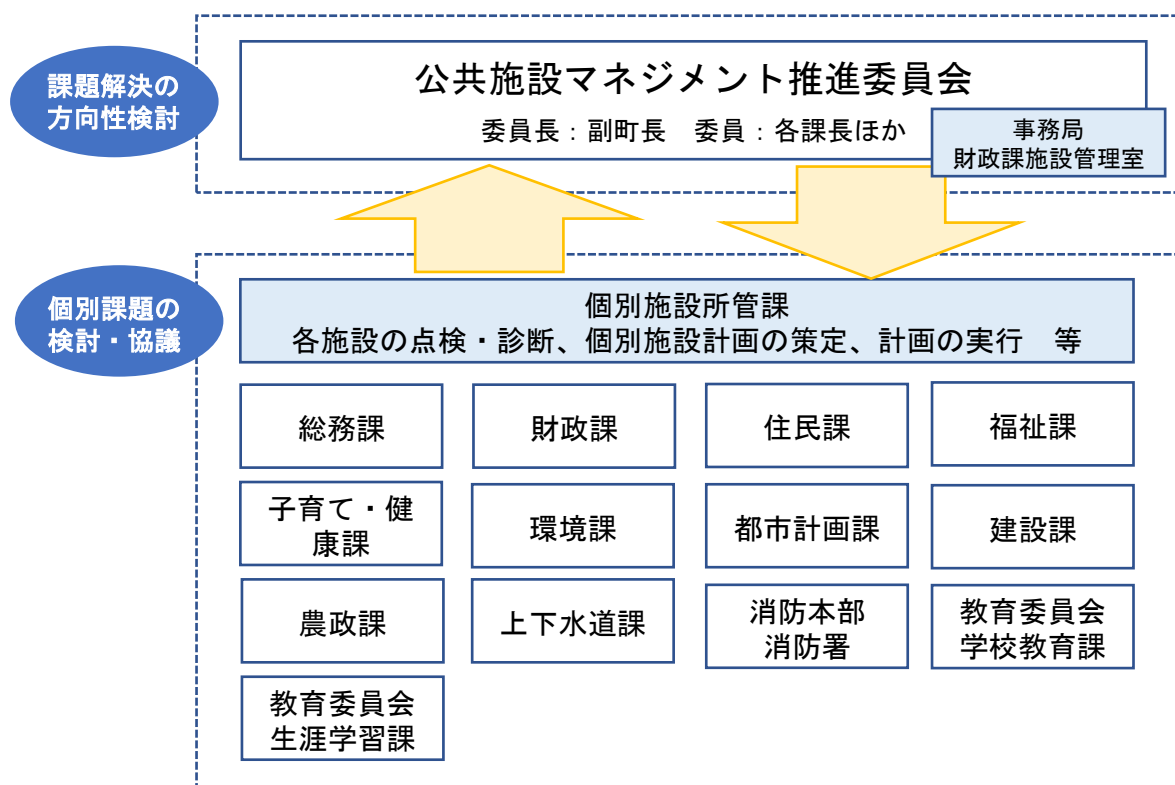 課題解決の
方向性検討
公共施設マネジメント推進委員会
委員長：副町長　委員：各課長ほか
事務局
財政課施設管理室
個別課題の
検討・協議
個別施設所管課
各施設の点検・診断、個別施設計画の策定、計画の実行　等
総務課
財政課
住民課
福祉課
子育て・健
康課
環境課
都市計画課
建設課
農政課
上下水道課
消防本部
消防署
教育委員会
学校教育課
教育委員会
生涯学習課